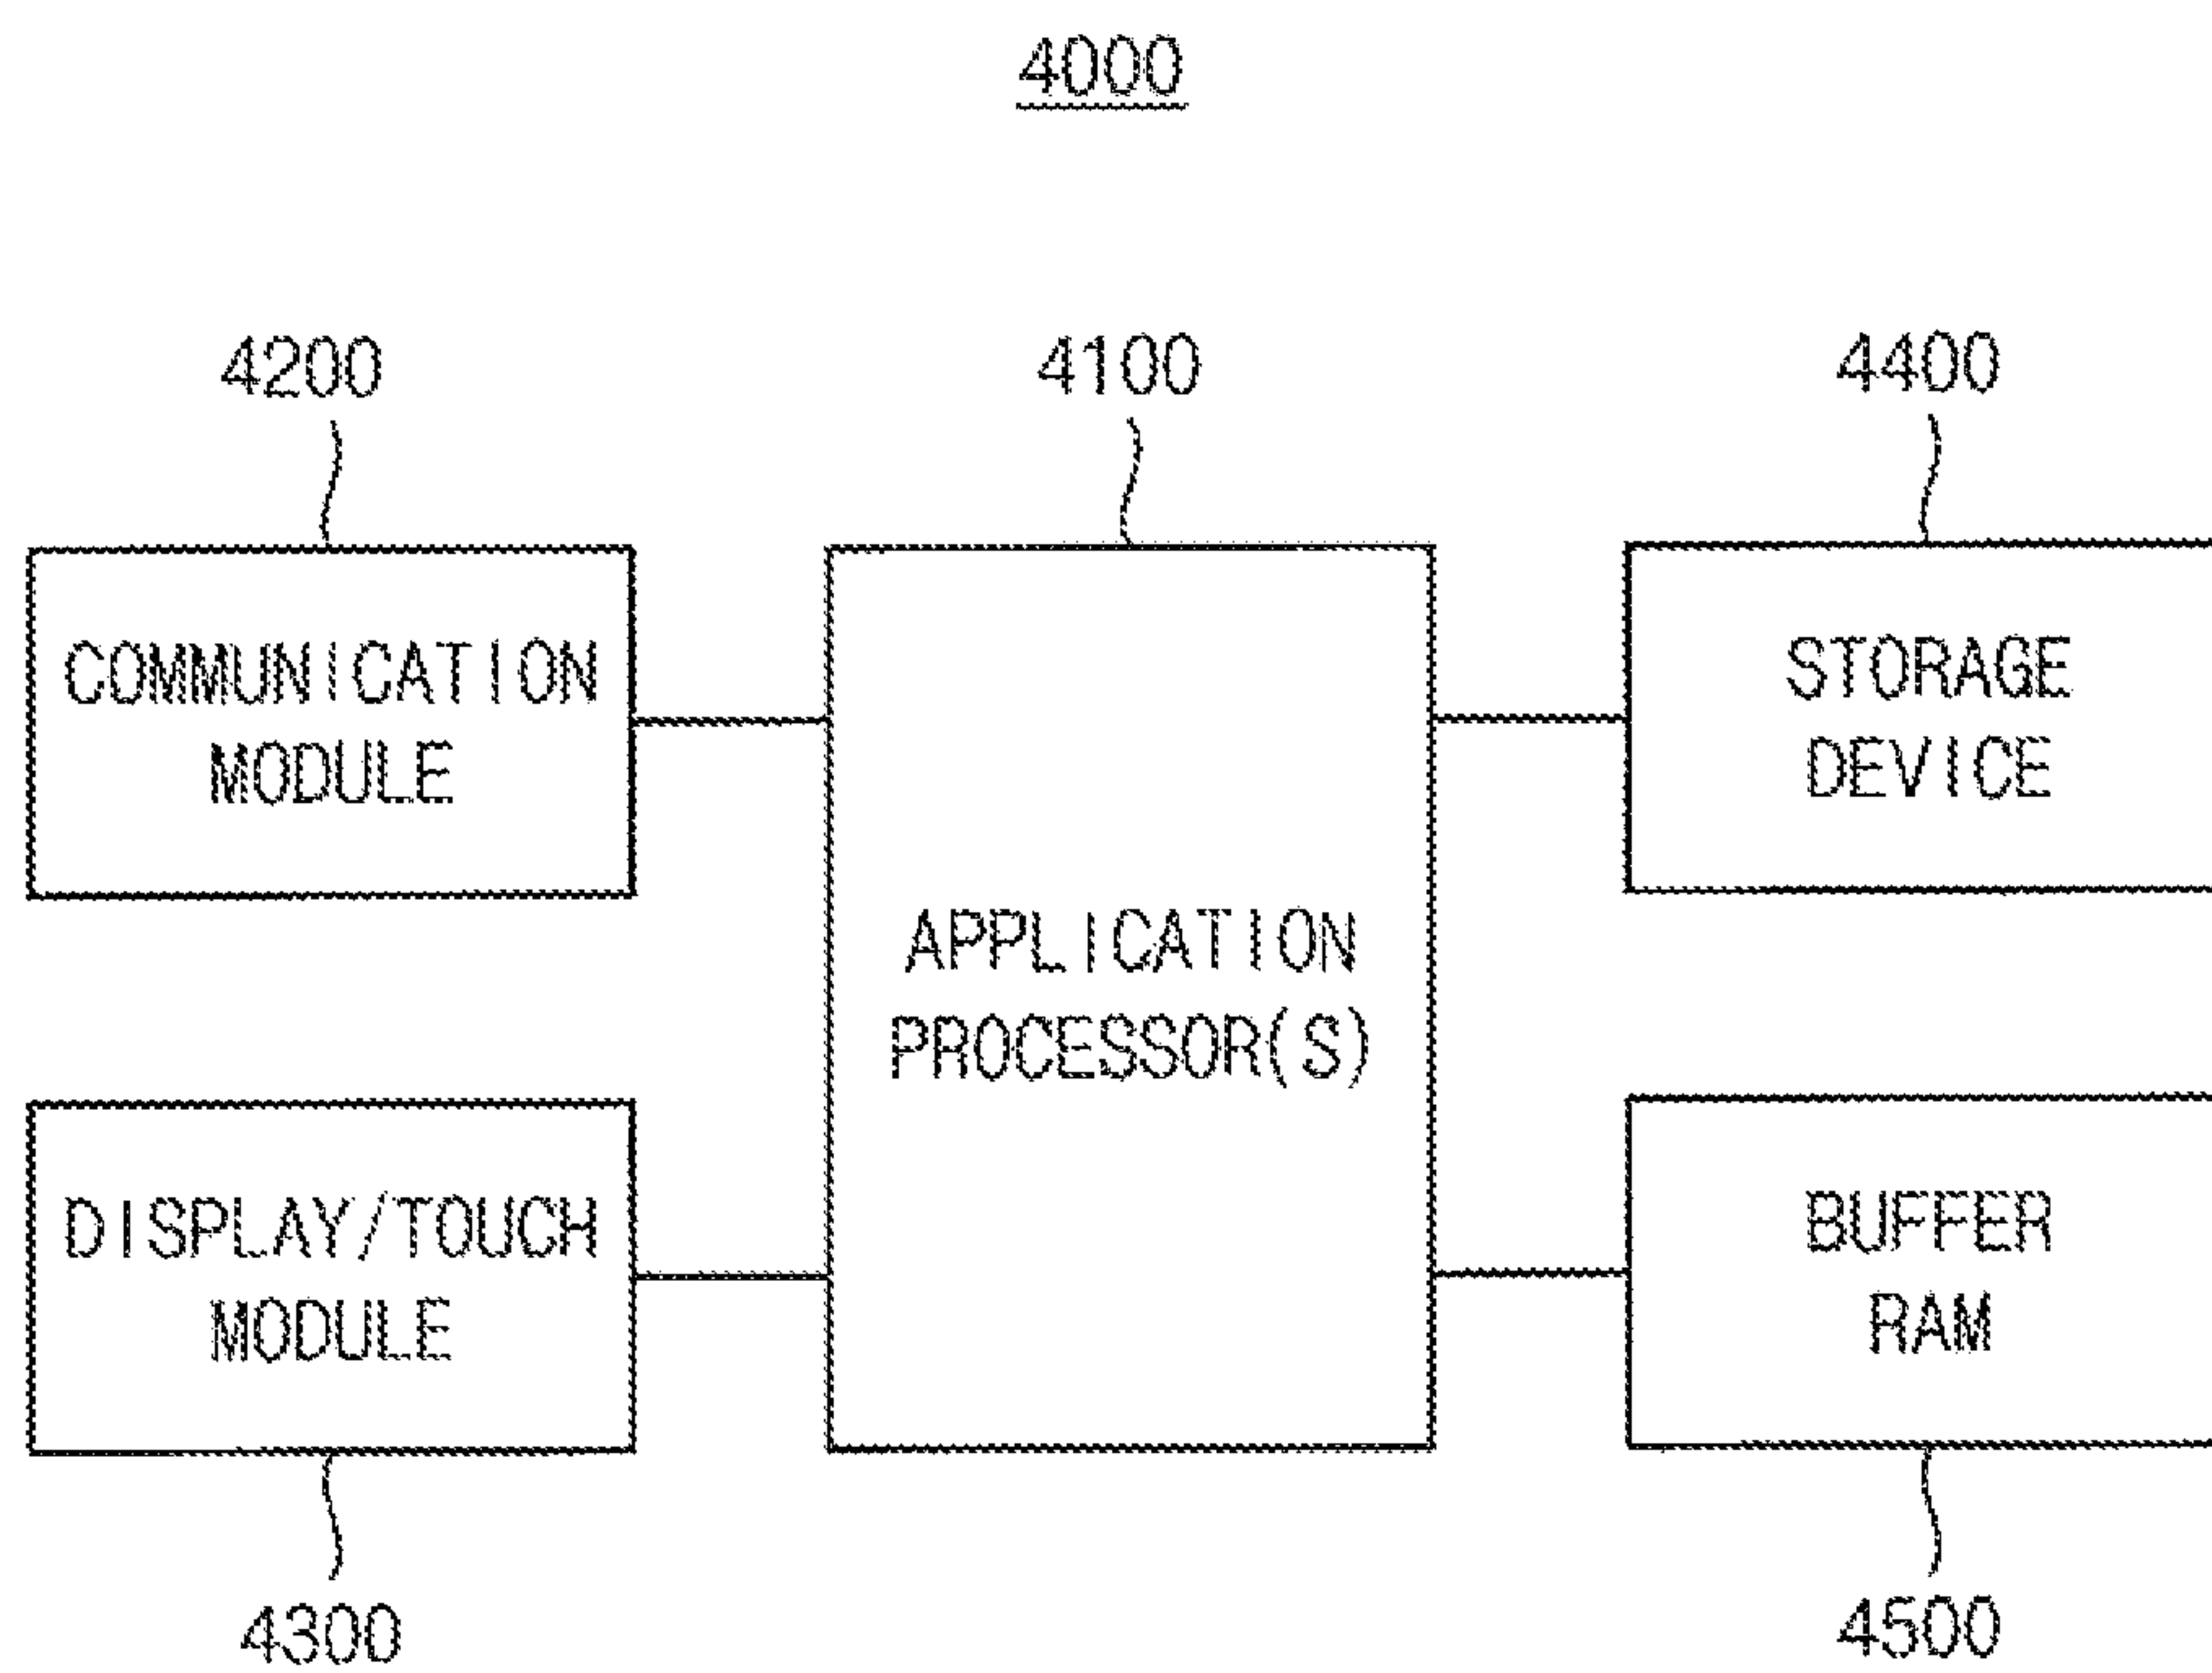 4000
4200
4100
4400
COMMUNICATION
MODULE
APPLICATION
PROCESSOR(S)
STORAGE
DEVICE
DISPLAY/TOUCH
MODULE
BUFFER
RAM
4300
4500